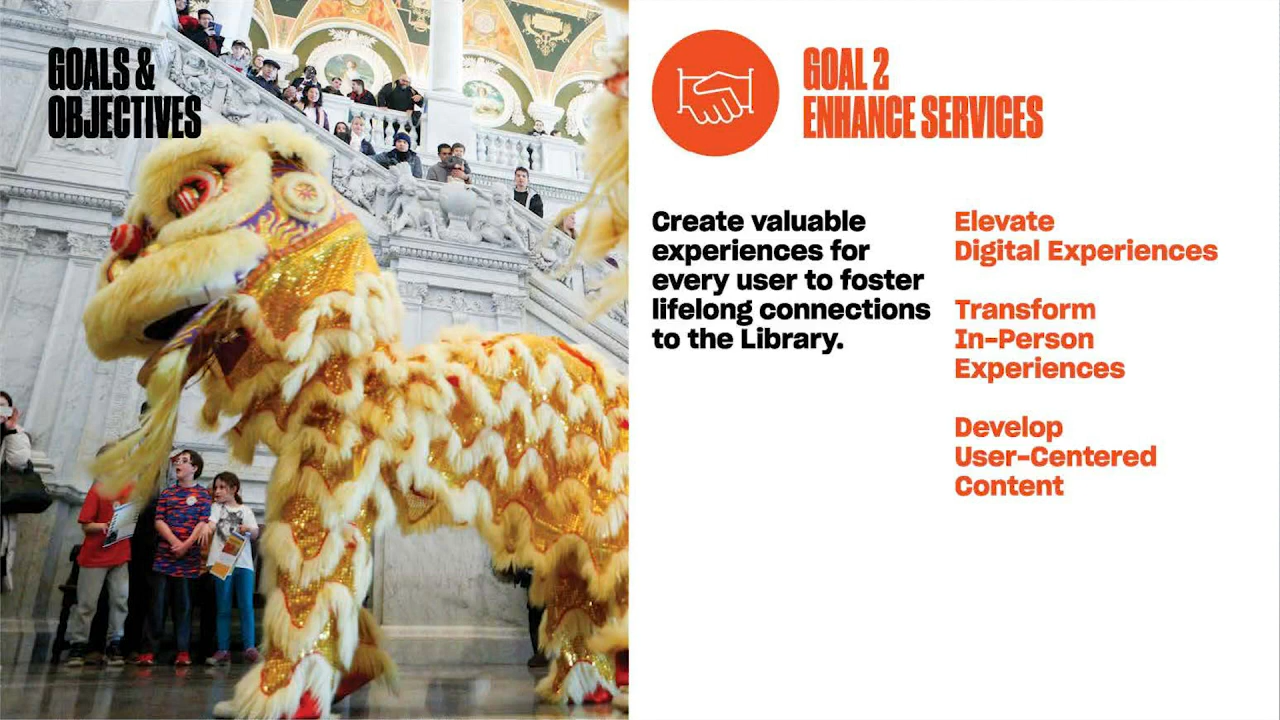 GOALS &
OBJECTIVES
GOAL 2
ENHANCE SERVICES
Create valuable
experiences for
every user to foster
lifelong connections
to the Library.
Elevate
Digital Experiences
Transform
In-Person
Experiences
Develop
User-Centered
Content